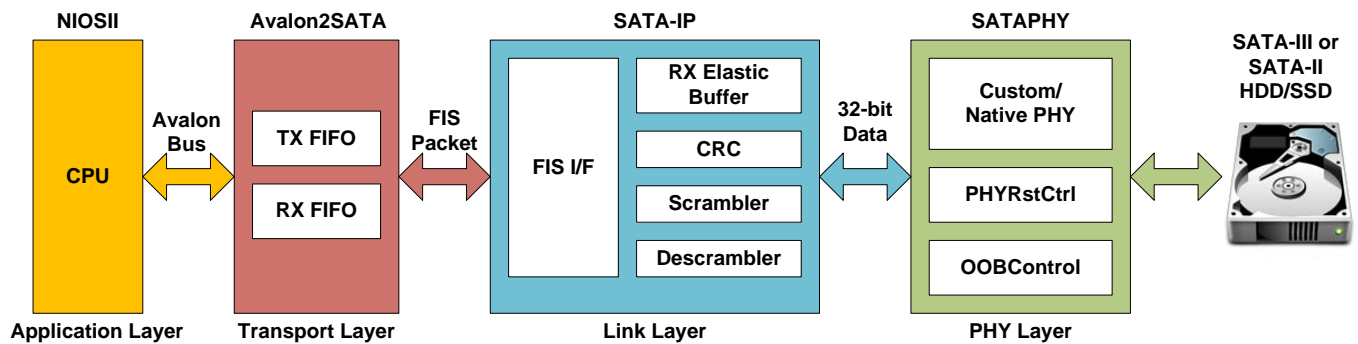 NIOSII
Avalon2SATA
SATA-IP
SATAPHY
CPU
Avalon
Bus
TX FIFO
RX FIFO
FIS
Packet
FIS I/F
RX Elastic
Buffer
CRC
Scrambler
Descrambler
32-bit
Data
Custom/
Native PHY
PHYRstCtrl
OOBControl
SATA-III or
SATA-II
HDD/SSD
Application Layer
Transport Layer
Link Layer
PHY Layer